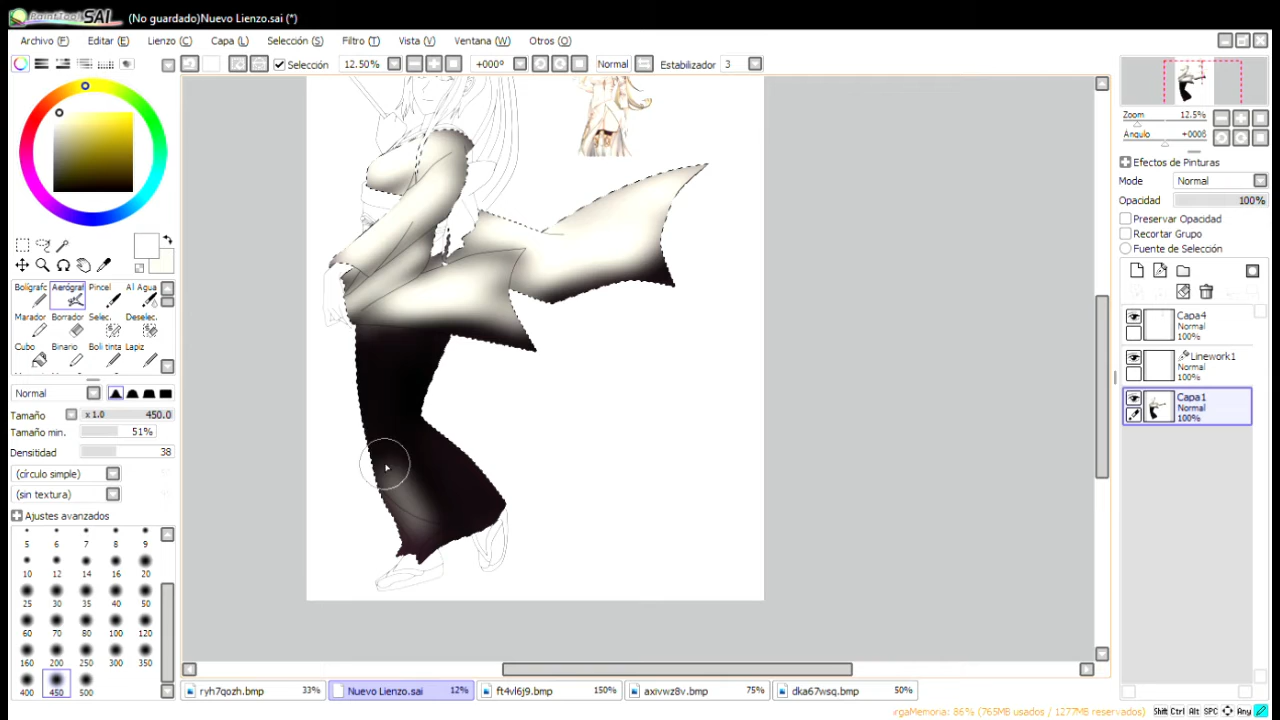 PaintTool SAI (No guardado)Nuevo Lienzo.sai (*)
Archivo (F) Editar (E) Lienzo (C) Capa (L) Selección (S) Filtro (T) Vista (V) Ventana (W) Otros (O)
Selección 12.50% +000° Normal Estabilizador 3
Zoom 12.5%
Ángulo +000ß
Efectos de Pinturas
Mode Normal
Opacidad 100%
Preservar Opacidad
Recortar Grupo
Fuente de Selección
Capa4
Normal
100%
Linework1
Normal
100%
Capa1
Normal
100%
Bolígrafc Aerógraf Pincel Al Agua
Marador Borrador Selec. Deselec.
Cubo Binario Boli tinta Lapiz
Normal
Tamaño x 1.0 450.0
Tamaño min. 51%
Densitidad 38
(círculo simple)
(sin textura)
Ajustes avanzados
5 6 7 8 9
10 12 14 16 20
25 30 35 40 50
60 70 80 100 120
160 200 250 300 350
400 450 500
ryh7qozh.bmp 33% Nuevo Lienzo.sai 12% ft4vl6j9.bmp 150% axivwz8v.bmp 75% dka67wsq.bmp 50%
rgaMemoria: 86% (765MB usados / 1277MB reservados) Shift Ctrl Alt SPC Any